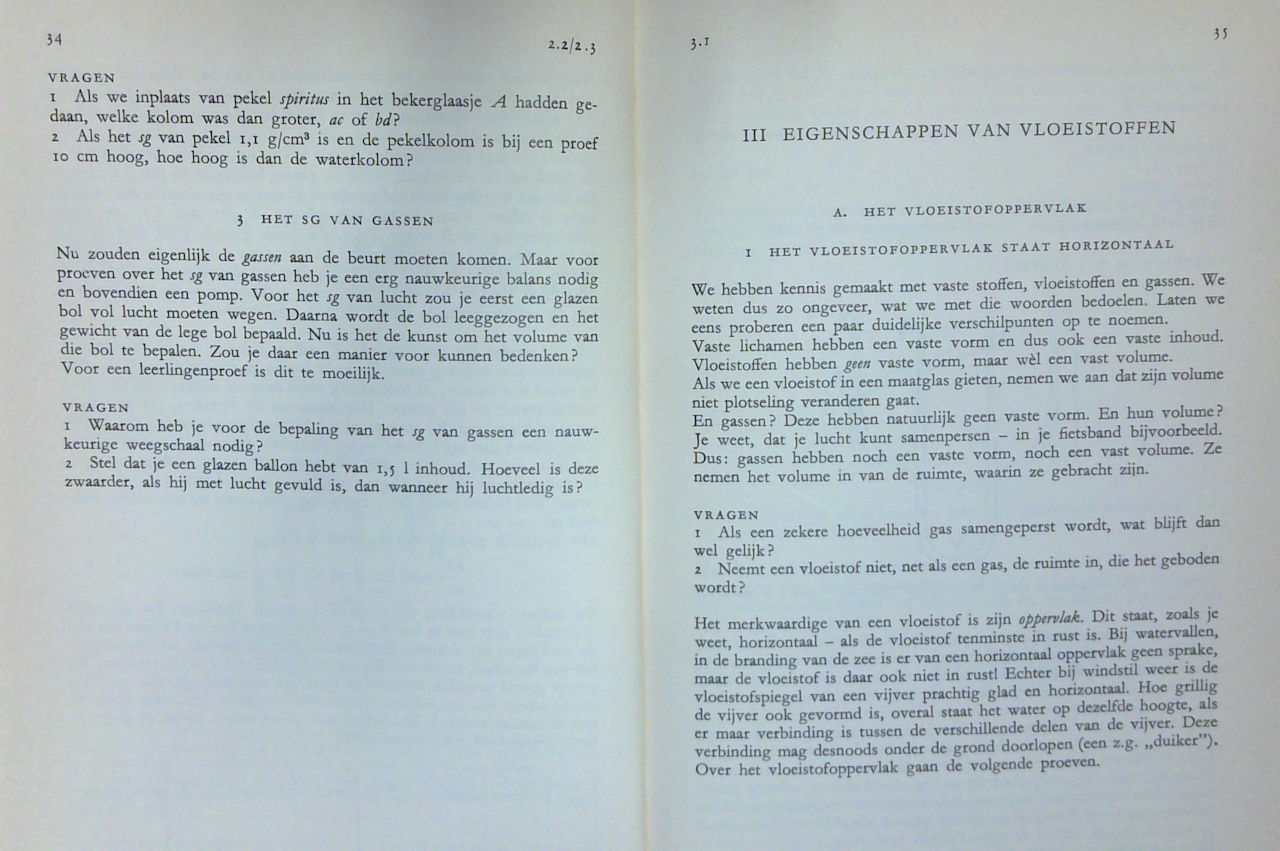 34
2.2/2.3
VRAGEN
1 Als we inplaats van pekel spiritus in het bekerglaasje A hadden ge-
daan, welke kolom was dan groter, ac of bd?
2 Als het sg van pekel 1,1 g/cm³ is en de pekelkolom is bij een proef
10 cm hoog, hoe hoog is dan de waterkolom?
3 HET SG VAN GASSEN
Nu zouden eigenlijk de gassen aan de beurt moeten komen. Maar voor
proeven over het sg van gassen heb je een erg nauwkeurige balans nodig
en bovendien een pomp. Voor het sg van lucht zou je eerst een glazen
bol vol lucht moeten wegen. Daarna wordt de bol leeggezogen en het
gewicht van de lege bol bepaald. Nu is het de kunst om het volume van
die bol te bepalen. Zou je daar een manier voor kunnen bedenken?
Voor een leerlingenproef is dit te moeilijk.
VRAGEN
1 Waarom heb je voor de bepaling van het sg van gassen een nauw-
keurige weegschaal nodig?
2 Stel dat je een glazen ballon hebt van 1,5 l inhoud. Hoeveel is deze
zwaarder, als hij met lucht gevuld is, dan wanneer hij luchtledig is?
3.1
35
III EIGENSCHAPPEN VAN VLOEISTOFFEN
A. HET VLOEISTOFOPPERVLAK
1 HET VLOEISTOFOPPERVLAK STAAT HORIZONTAAL
We hebben kennis gemaakt met vaste stoffen, vloeistoffen en gassen. We
weten dus zo ongeveer, wat we met die woorden bedoelen. Laten we
eens proberen een paar duidelijke verschilpunten op te noemen.
Vaste lichamen hebben een vaste vorm en dus ook een vaste inhoud.
Vloeistoffen hebben geen vaste vorm, maar wèl een vast volume.
Als we een vloeistof in een maatglas gieten, nemen we aan dat zijn volume
niet plotseling veranderen gaat.
En gassen? Deze hebben natuurlijk geen vaste vorm. En hun volume?
Je weet, dat je lucht kunt samenpersen – in je fietsband bijvoorbeeld.
Dus: gassen hebben noch een vaste vorm, noch een vast volume. Ze
nemen het volume in van de ruimte, waarin ze gebracht zijn.
VRAGEN
1 Als een zekere hoeveelheid gas samengeperst wordt, wat blijft dan
wel gelijk?
2 Neemt een vloeistof niet, net als een gas, de ruimte in, die het geboden
wordt?
Het merkwaardige van een vloeistof is zijn oppervlak. Dit staat, zoals je
weet, horizontaal – als de vloeistof tenminste in rust is. Bij watervallen,
in de branding van de zee is er van een horizontaal oppervlak geen sprake,
maar de vloeistof is daar ook niet in rust! Echter bij windstil weer is de
vloeistofspiegel van een vijver prachtig glad en horizontaal. Hoe grillig
de vijver ook gevormd is, overal staat het water op dezelfde hoogte, als
er maar verbinding is tussen de verschillende delen van de vijver. Deze
verbinding mag desnoods onder de grond doorlopen (een z.g. „duiker”).
Over het vloeistofoppervlak gaan de volgende proeven.